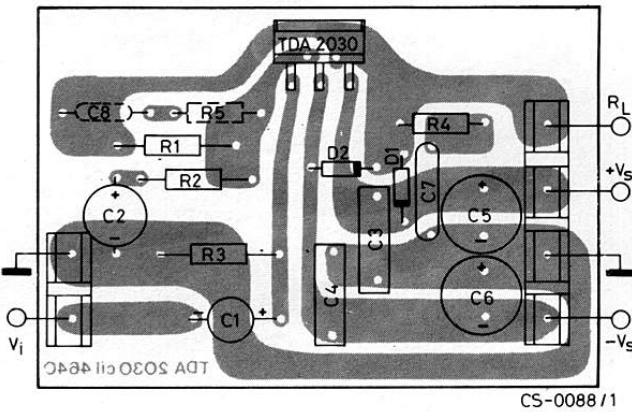 TDA 2030
C8
R5
R4
R_L
R1
D2
D1
R2
C7
+V_S
C2
C3
C5
R3
C4
C6
C1
V_i
-V_S
TDA 2030 cil 464C
CS-0088/1